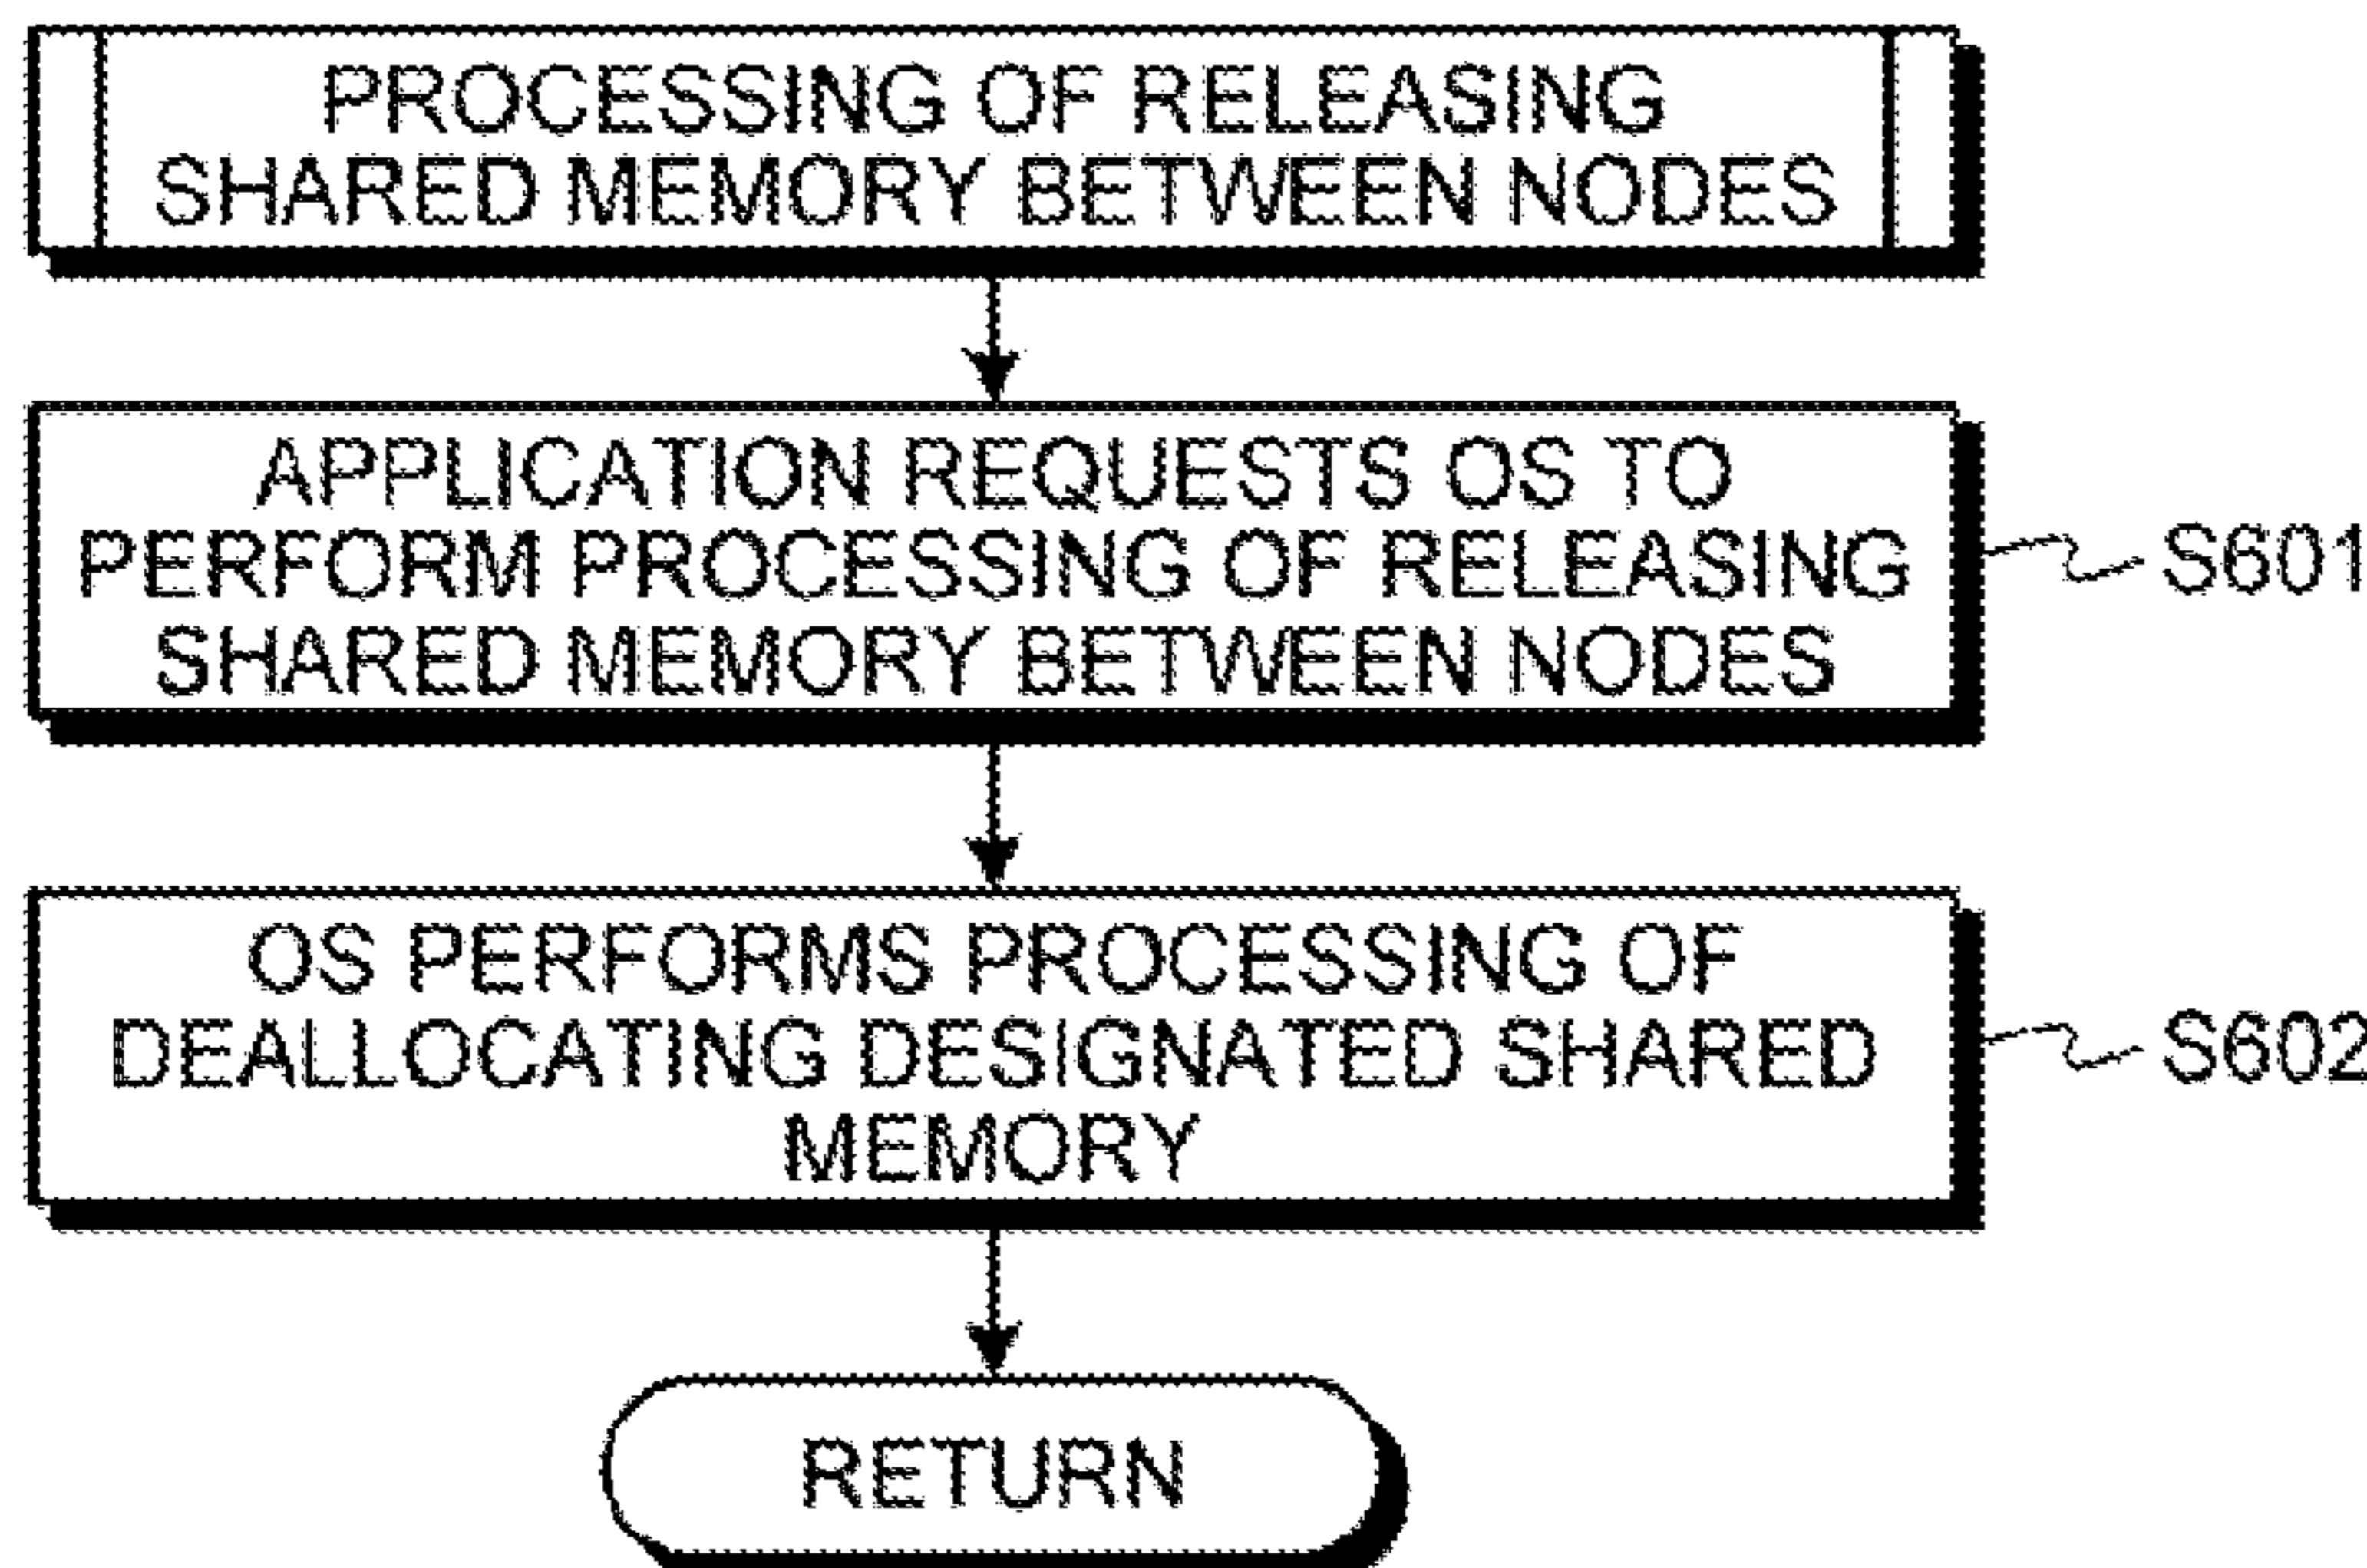 PROCESSING OF RELEASING
SHARED MEMORY BETWEEN NODES
APPLICATION REQUESTS OS TO
PERFORM PROCESSING OF RELEASING
SHARED MEMORY BETWEEN NODES
S601
OS PERFORMS PROCESSING OF
DEALLOCATING DESIGNATED SHARED
MEMORY
S602
RETURN